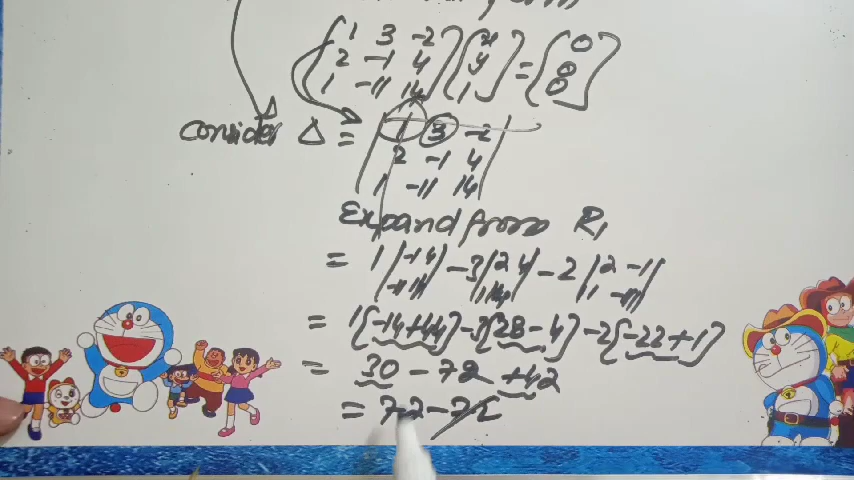 [1 3 -2] [x] = [0]
[2 -1 4] [y] [0]
[1 -11 14] [1] [0]
consider Δ = |1 3 -2|
|2 -1 4|
|1 -11 14|
Expand from R1
= 1 |-1 4| -3 |2 4| -2 |2 -1|
|-11 14| |1 14| |1 -11|
= 1{-14+44} -3{28-4} -2{-22+1}
= 30 - 72 +42
= 72-72